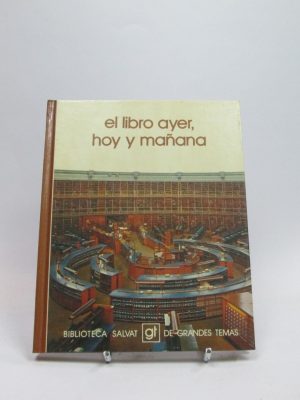 el libro ayer,
hoy y mañana
BIBLIOTECA SALVAT gt DE GRANDES TEMAS